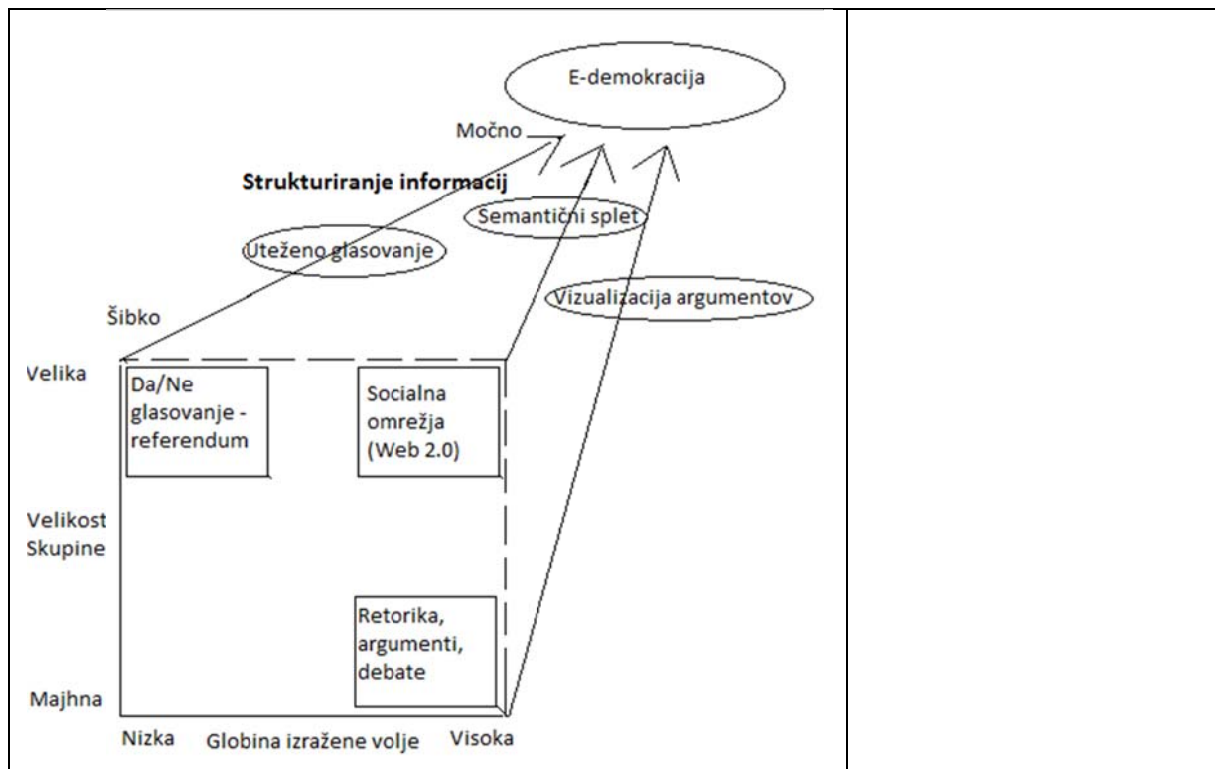 E-demokracija
Močno
Strukturiranje informacij
Semantični splet
Uteženo glasovanje
Vizualizacija argumentov
Šibko
Velika
Da/Ne
glasovanje -
referendum
Socialna
omrežja
(Web 2.0)
Velikost
Skupine
Retorika,
argumenti,
debate
Majhna
Nizka
Globina izražene volje
Visoka